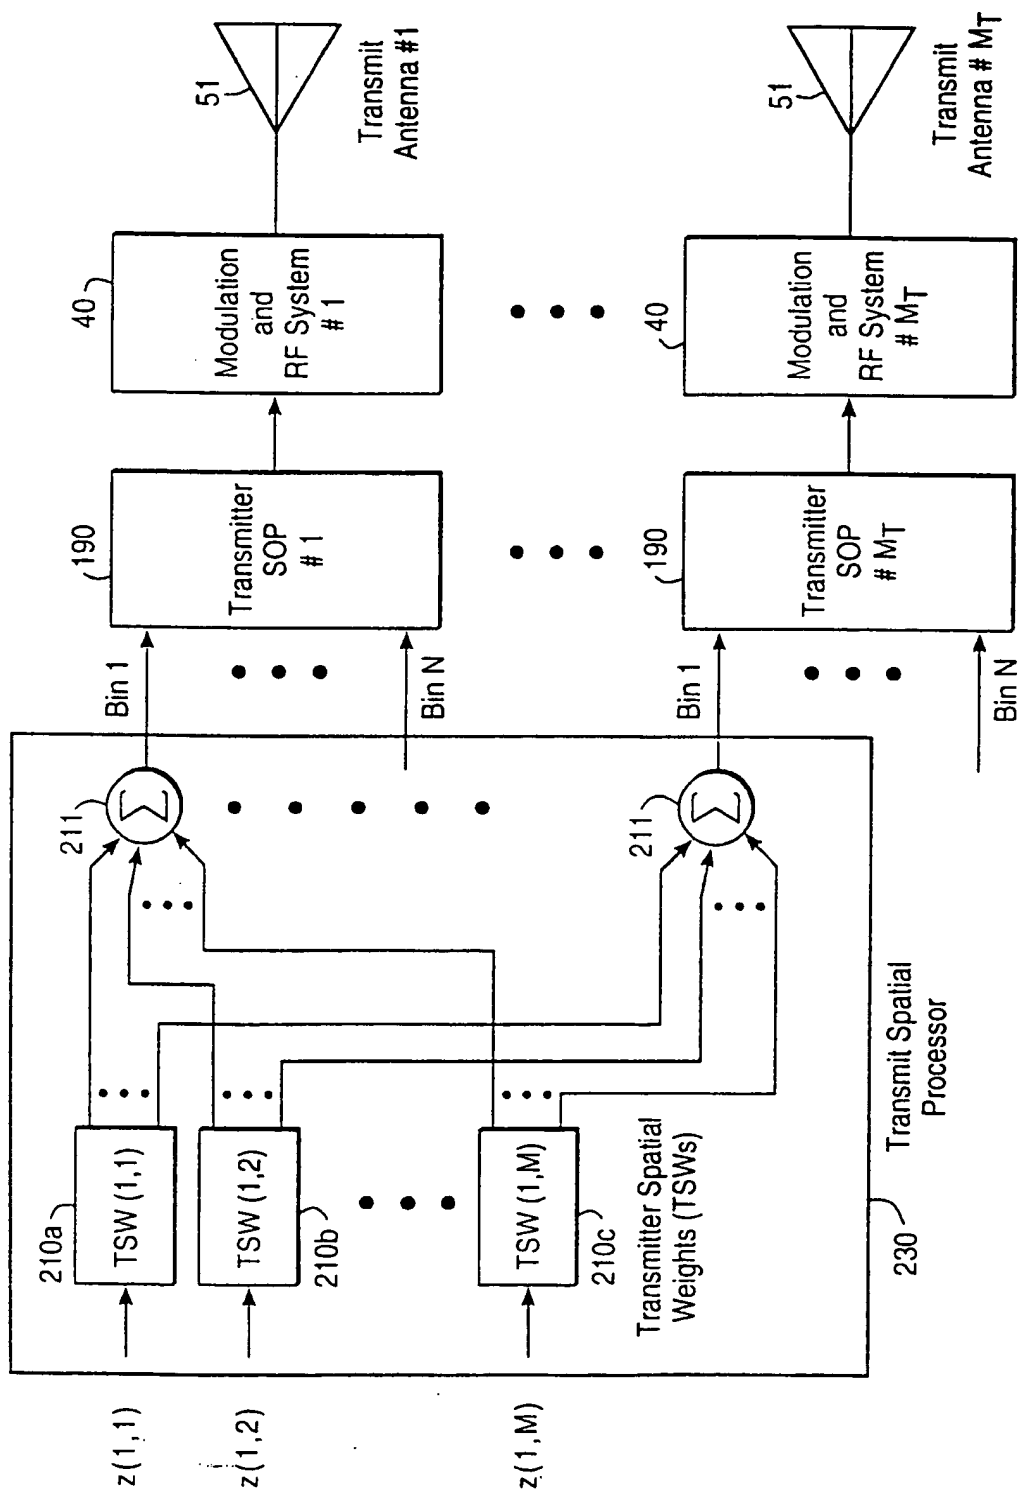 z(1,1)
z(1,2)
z(1,M)
210a
TSW (1,1)
TSW (1,2)
210b
TSW (1,M)
210c
Transmitter Spatial
Weights (TSWs)
230
Transmit Spatial
Processor
211
Σ
211
Σ
Bin 1
Bin N
Bin 1
Bin N
190
Transmitter
SOP
# 1
190
Transmitter
SOP
# MT
40
Modulation
and
RF System
# 1
40
Modulation
and
RF System
# MT
51
Transmit
Antenna #1
51
Transmit
Antenna # MT